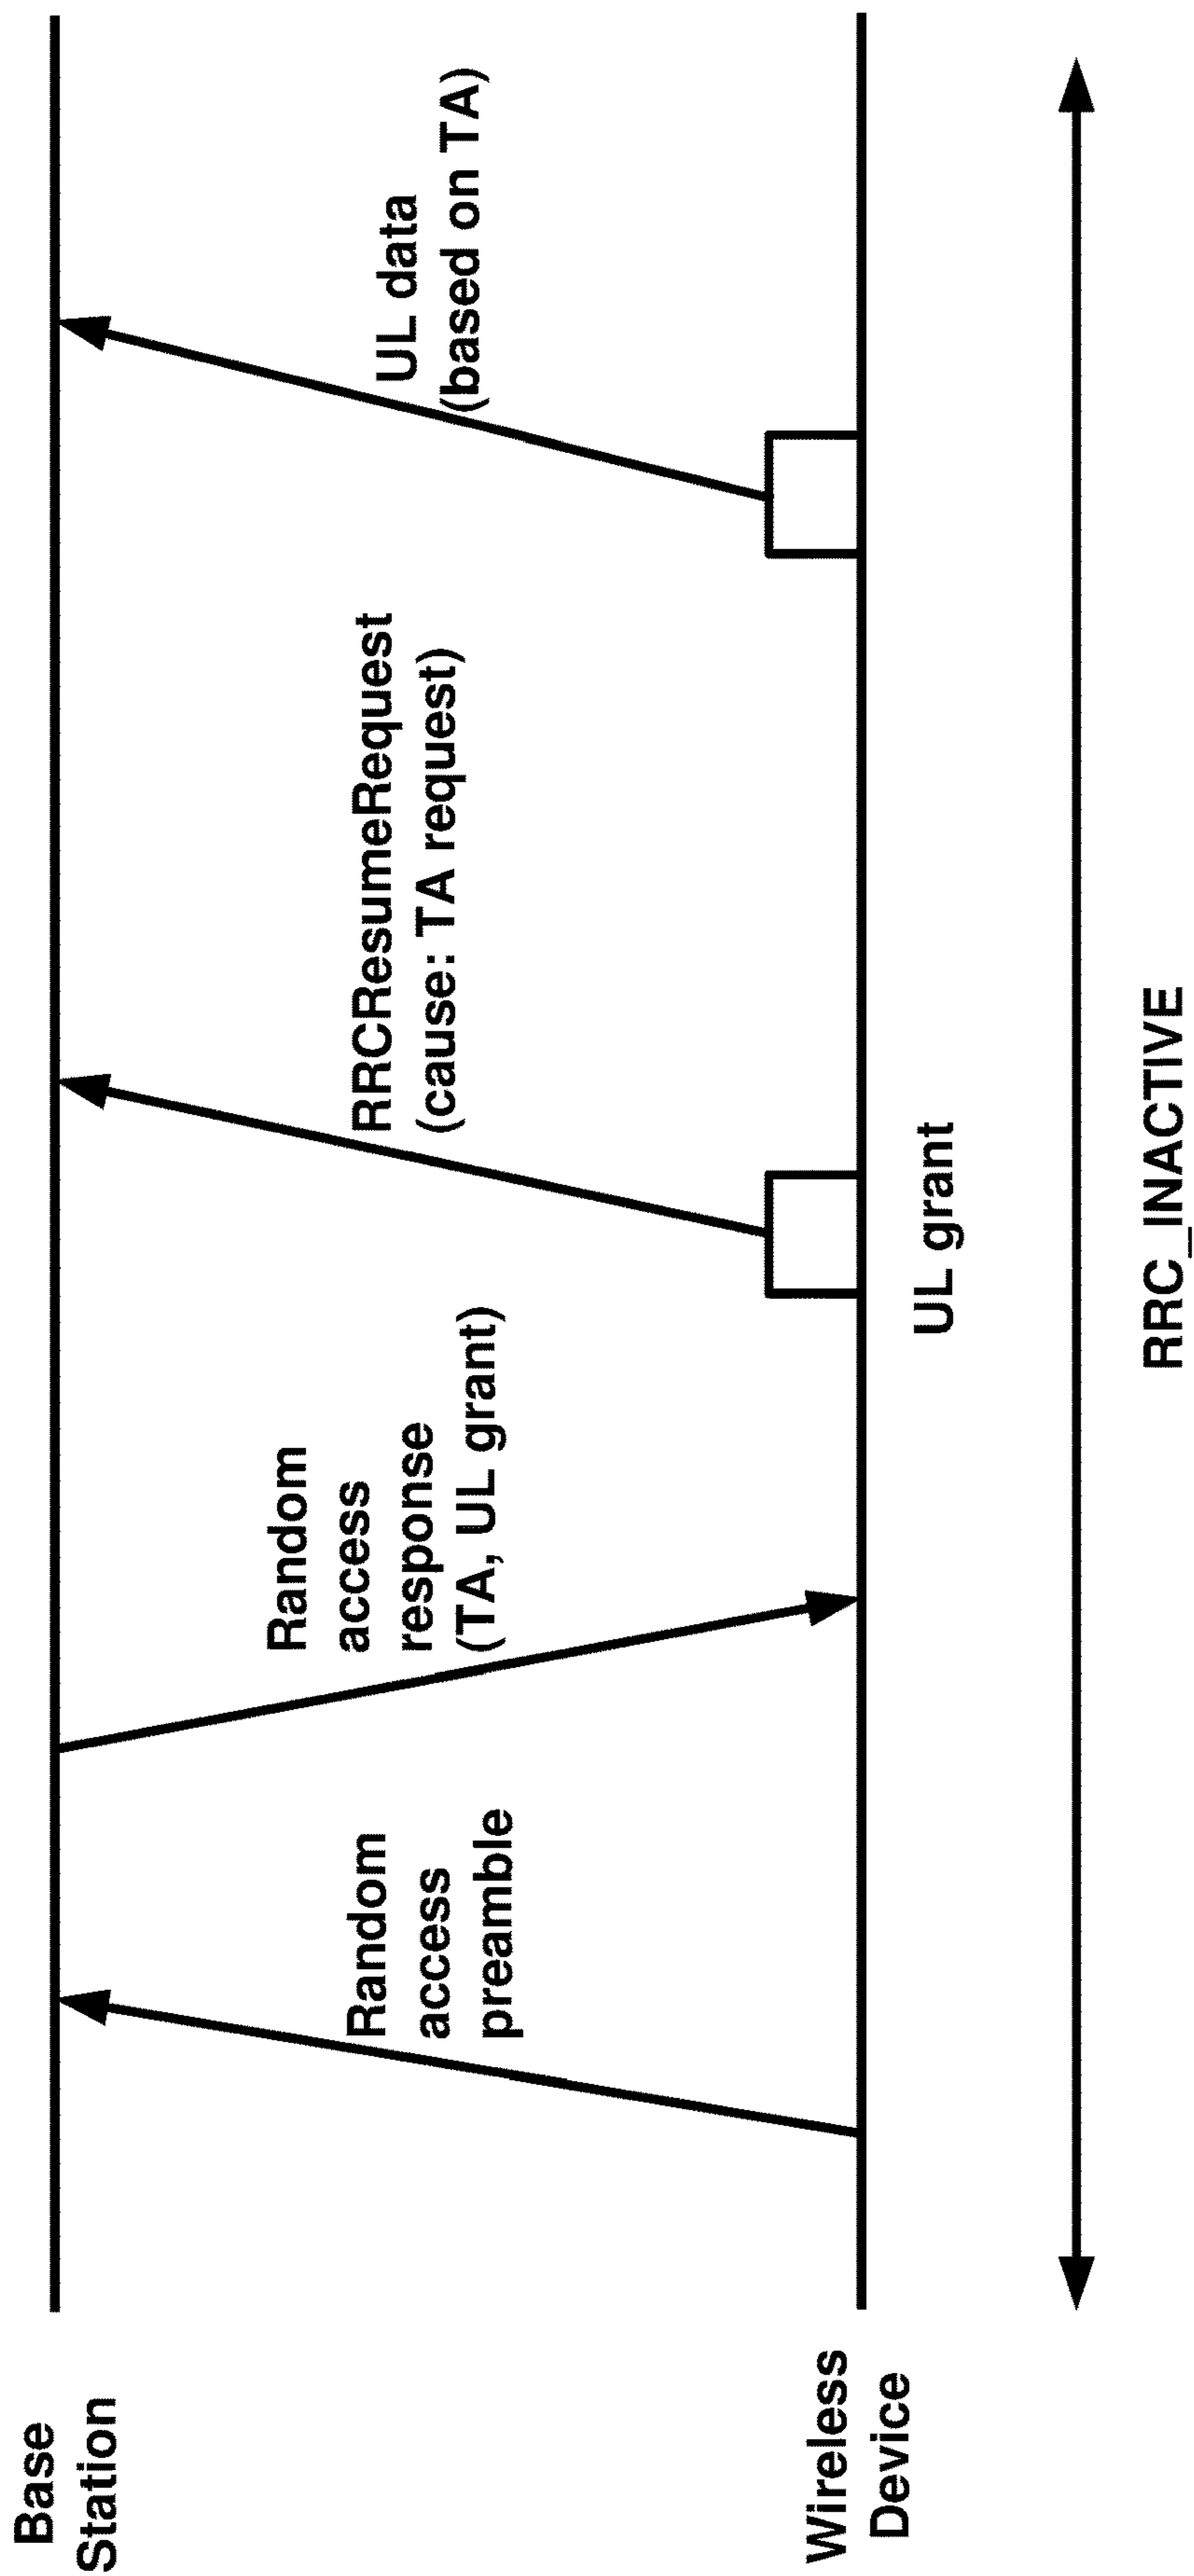 Base
Station
Random
access
preamble
Random
access
response
(TA, UL grant)
RRCResumeRequest
(cause: TA request)
UL data
(based on TA)
Wireless
Device
UL grant
RRC_INACTIVE